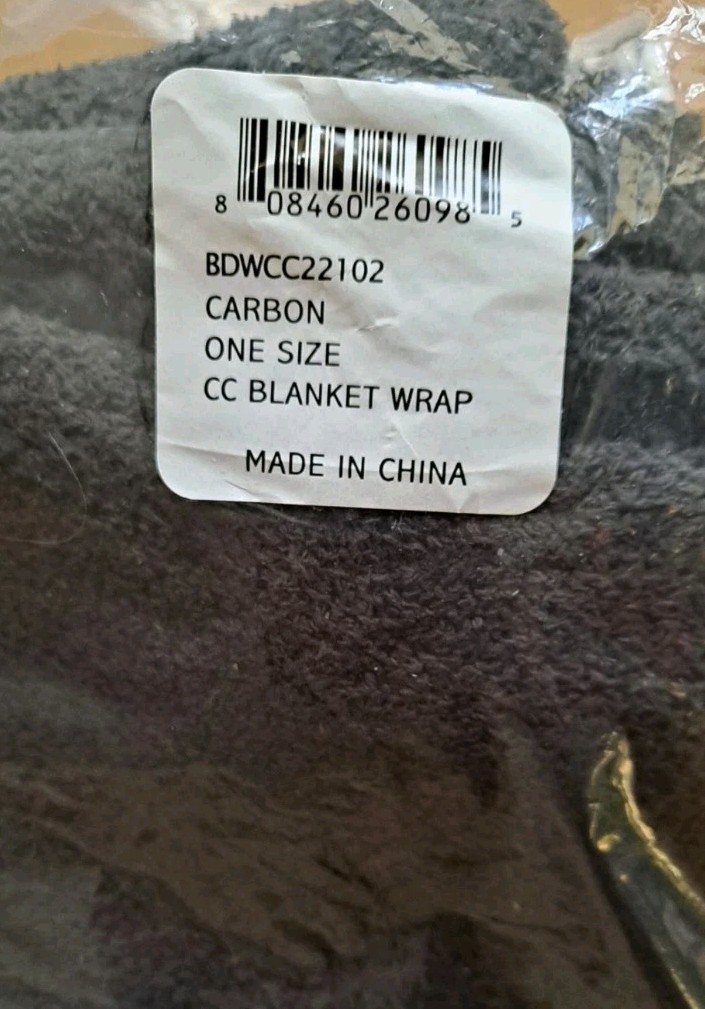 8 08460 26098 5
BDWCC22102
CARBON
ONE SIZE
CC BLANKET WRAP
MADE IN CHINA